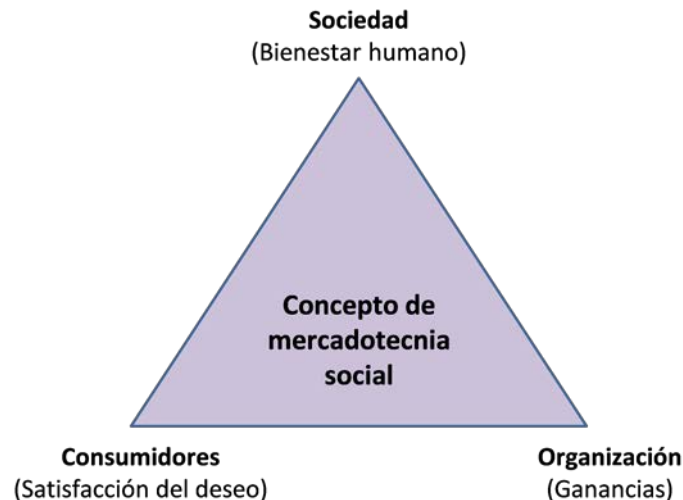 Sociedad
(Bienestar humano)
Concepto de
mercadotecnia
social
Consumidores
(Satisfacción del deseo)
Organización
(Ganancias)